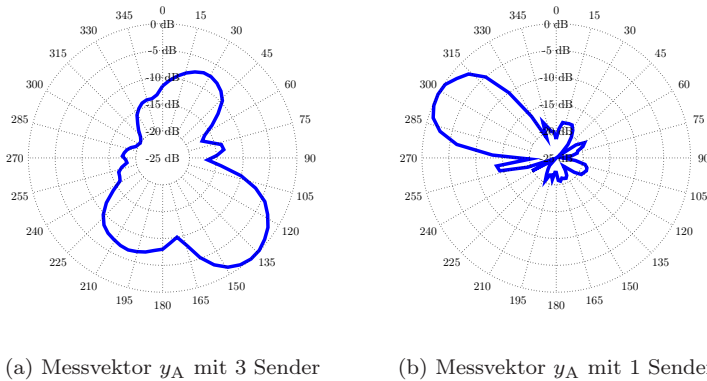 0
345 15
330 30
315 45
300 60
285 75
270 90
255 105
240 120
225 135
210 150
195 165
180
0 dB
-5 dB
-10 dB
-15 dB
-20 dB
-25 dB
(a) Messvektor yA mit 3 Sender
0
345 15
330 30
315 45
300 60
285 75
270 90
255 105
240 120
225 135
210 150
195 165
180
0 dB
-5 dB
-10 dB
-15 dB
(b) Messvektor yA mit 1 Sende